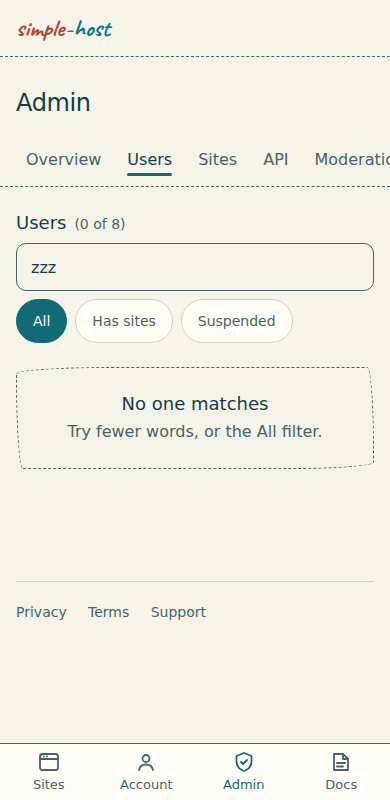 simple-host
Admin
Overview Users Sites API Moderatio
Users (0 of 8)
zzz
All Has sites Suspended
No one matches
Try fewer words, or the All filter.
Privacy Terms Support
Sites Account Admin Docs